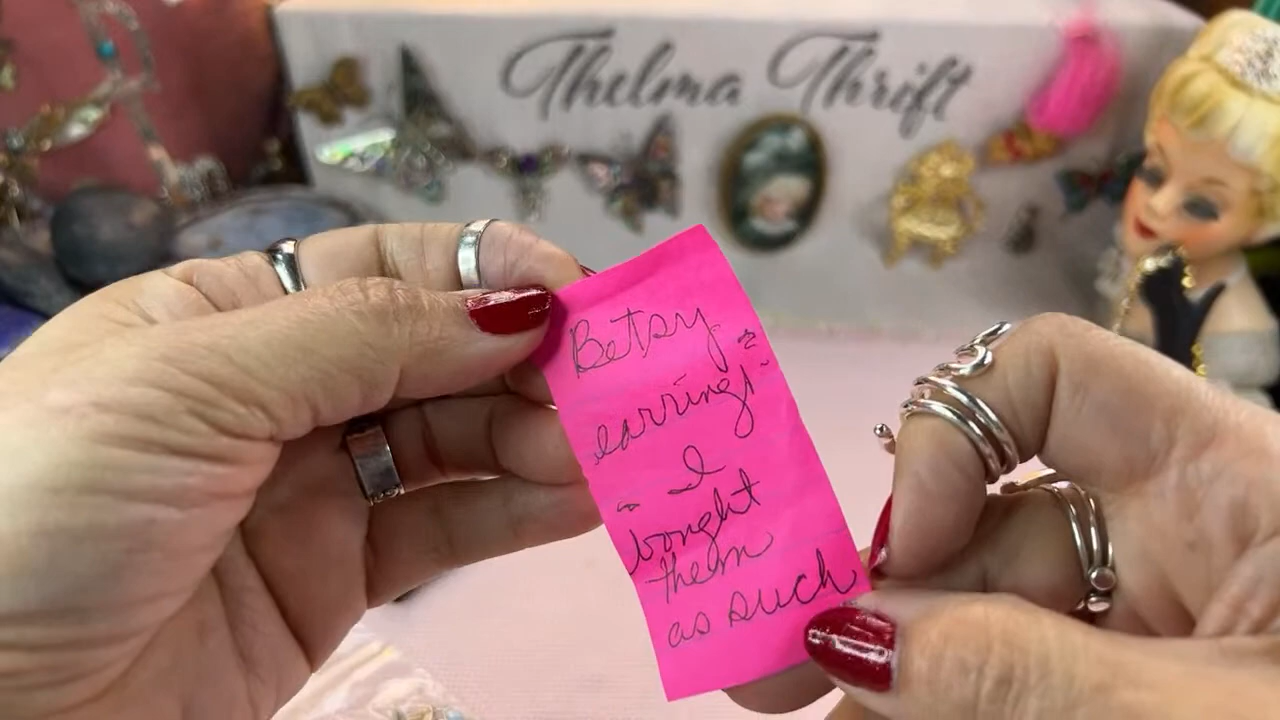 Thelma Thrift
Betsy
earrings
- I
bought
them
as such